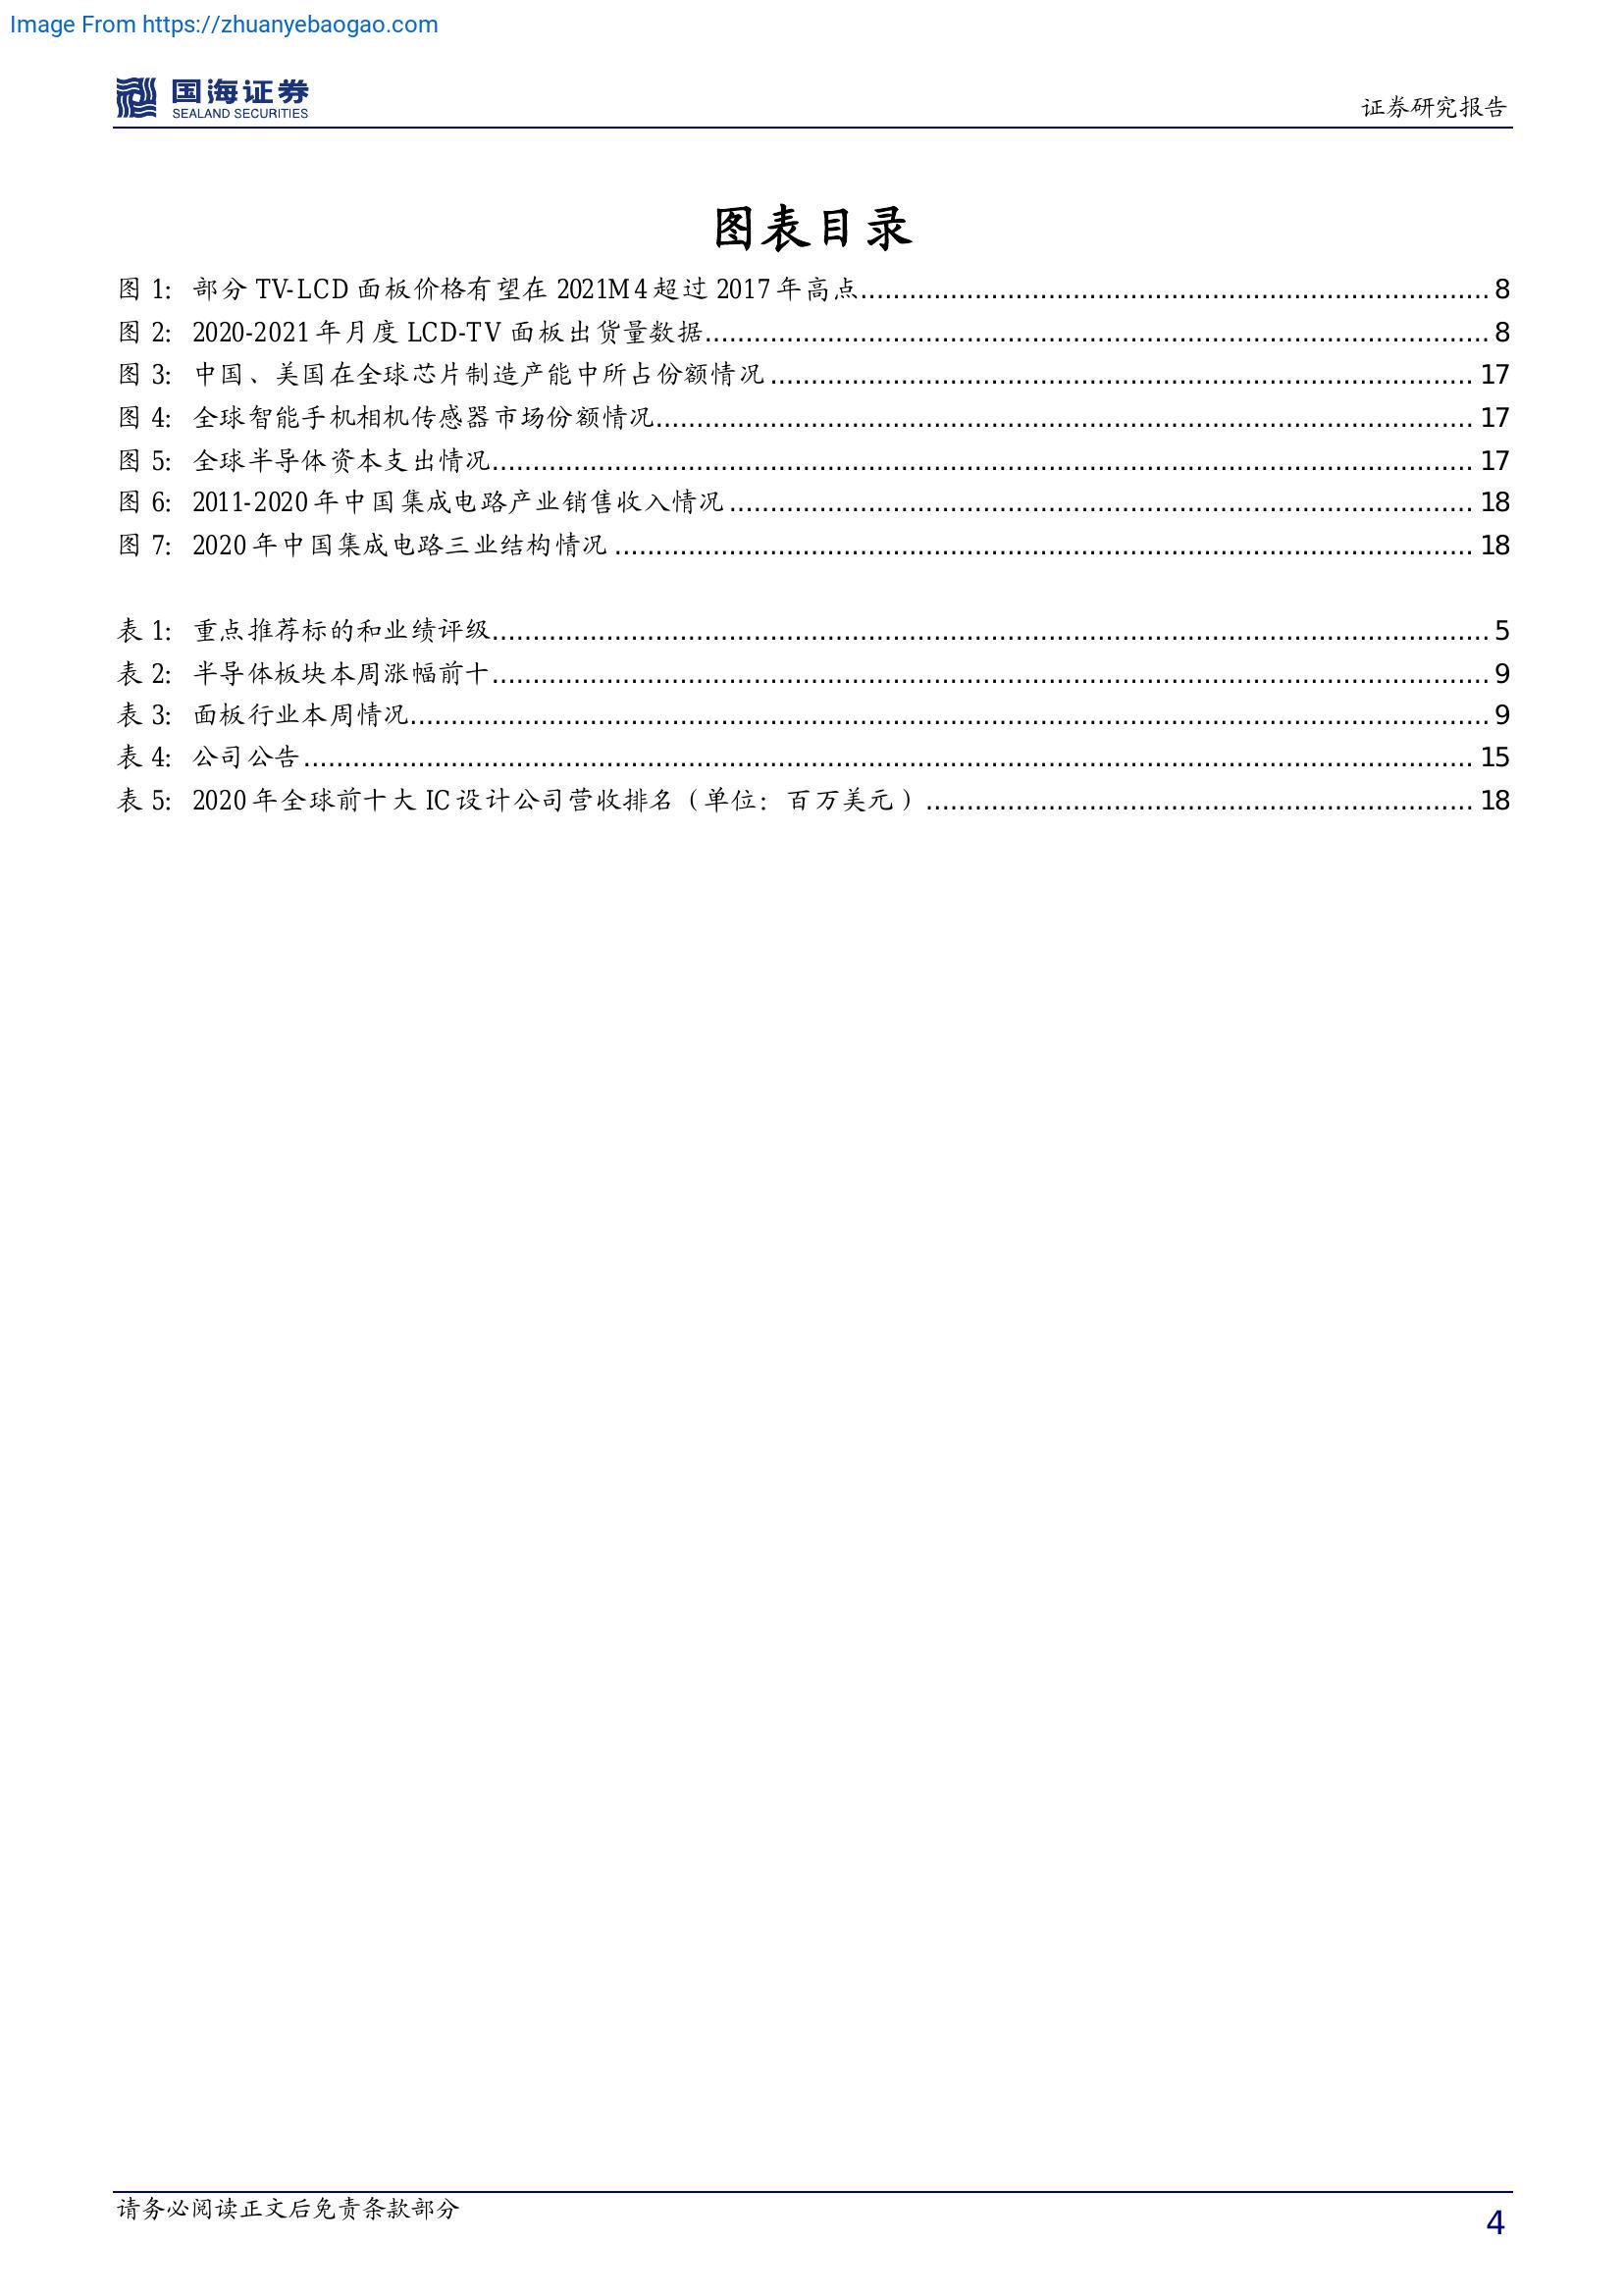 Image From https://zhuanyebaogao.com
国海证券
SEALAND SECURITIES
证券研究报告
图表目录
图 1: 部分 TV-LCD 面板价格有望在 2021M4 超过 2017 年高点................................................................................ 8
图 2: 2020-2021 年月度 LCD-TV 面板出货量数据................................................................................ 8
图 3: 中国、美国在全球芯片制造产能中所占份额情况................................................................................ 17
图 4: 全球智能手机相机传感器市场份额情况................................................................................ 17
图 5: 全球半导体资本支出情况................................................................................ 17
图 6: 2011-2020 年中国集成电路产业销售收入情况................................................................................ 18
图 7: 2020 年中国集成电路三业结构情况................................................................................ 18
表 1: 重点推荐标的和业绩评级................................................................................ 5
表 2: 半导体板块本周涨幅前十................................................................................ 9
表 3: 面板行业本周情况................................................................................ 9
表 4: 公司公告................................................................................ 15
表 5: 2020 年全球前十大 IC 设计公司营收排名（单位：百万美元）................................................................................ 18
请务必阅读正文后免责条款部分
4